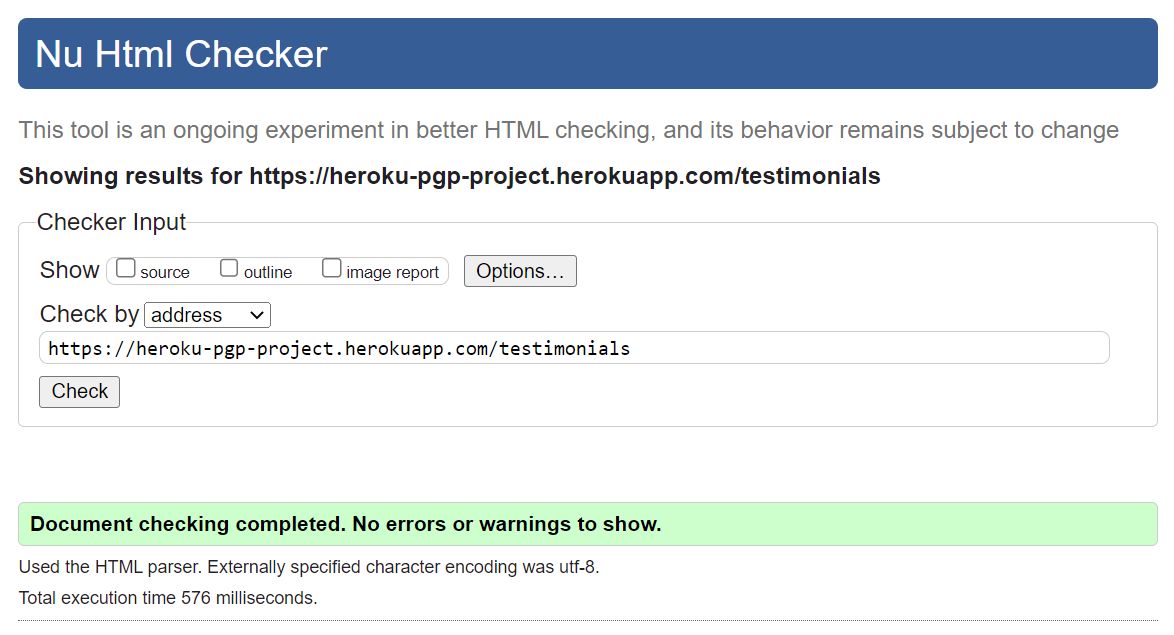 Nu Html Checker
This tool is an ongoing experiment in better HTML checking, and its behavior remains subject to change
Showing results for https://heroku-pgp-project.herokuapp.com/testimonials
Checker Input
Show source outline image report Options...
Check by address
https://heroku-pgp-project.herokuapp.com/testimonials
Check
Document checking completed. No errors or warnings to show.
Used the HTML parser. Externally specified character encoding was utf-8.
Total execution time 576 milliseconds.